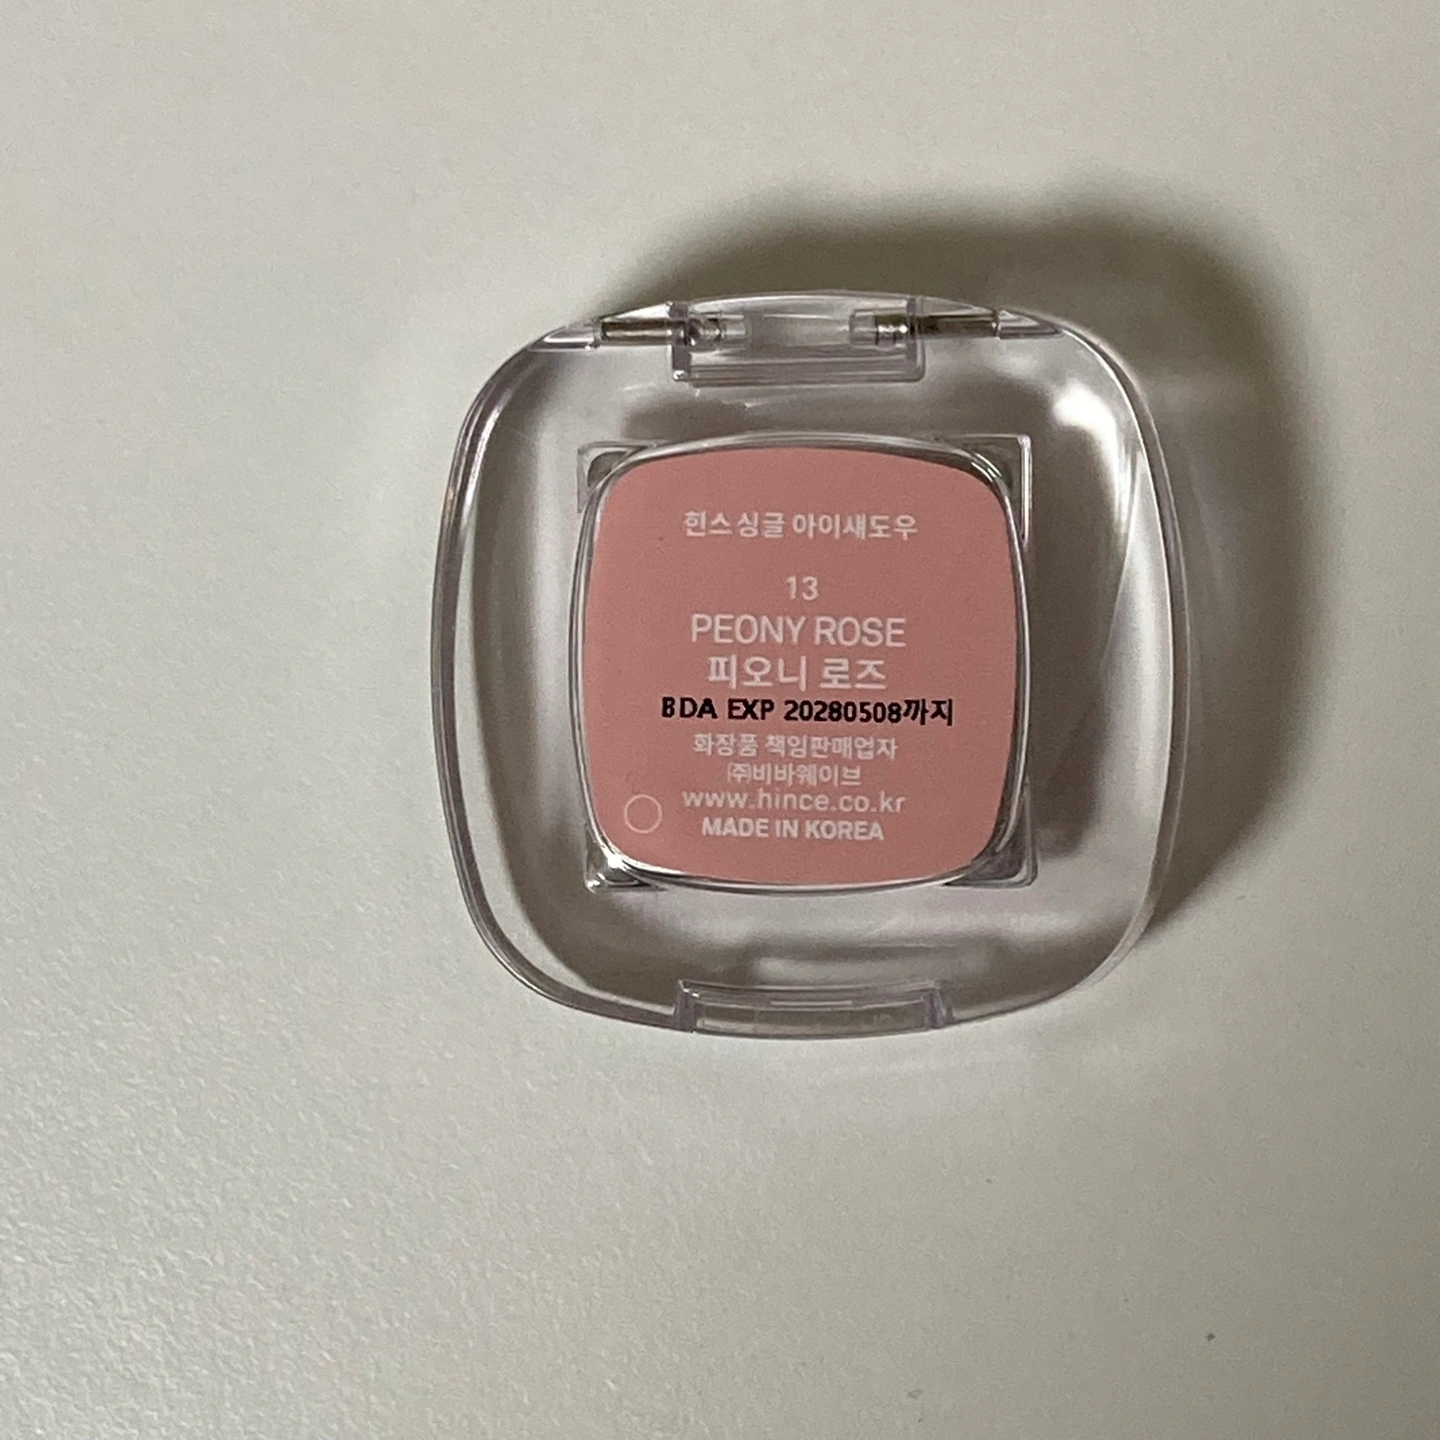 힌스 싱글 아이섀도우
13
PEONY ROSE
피오니 로즈
BDA EXP 20280508까지
화장품 책임판매업자
㈜비바웨이브
www.hince.co.kr
MADE IN KOREA